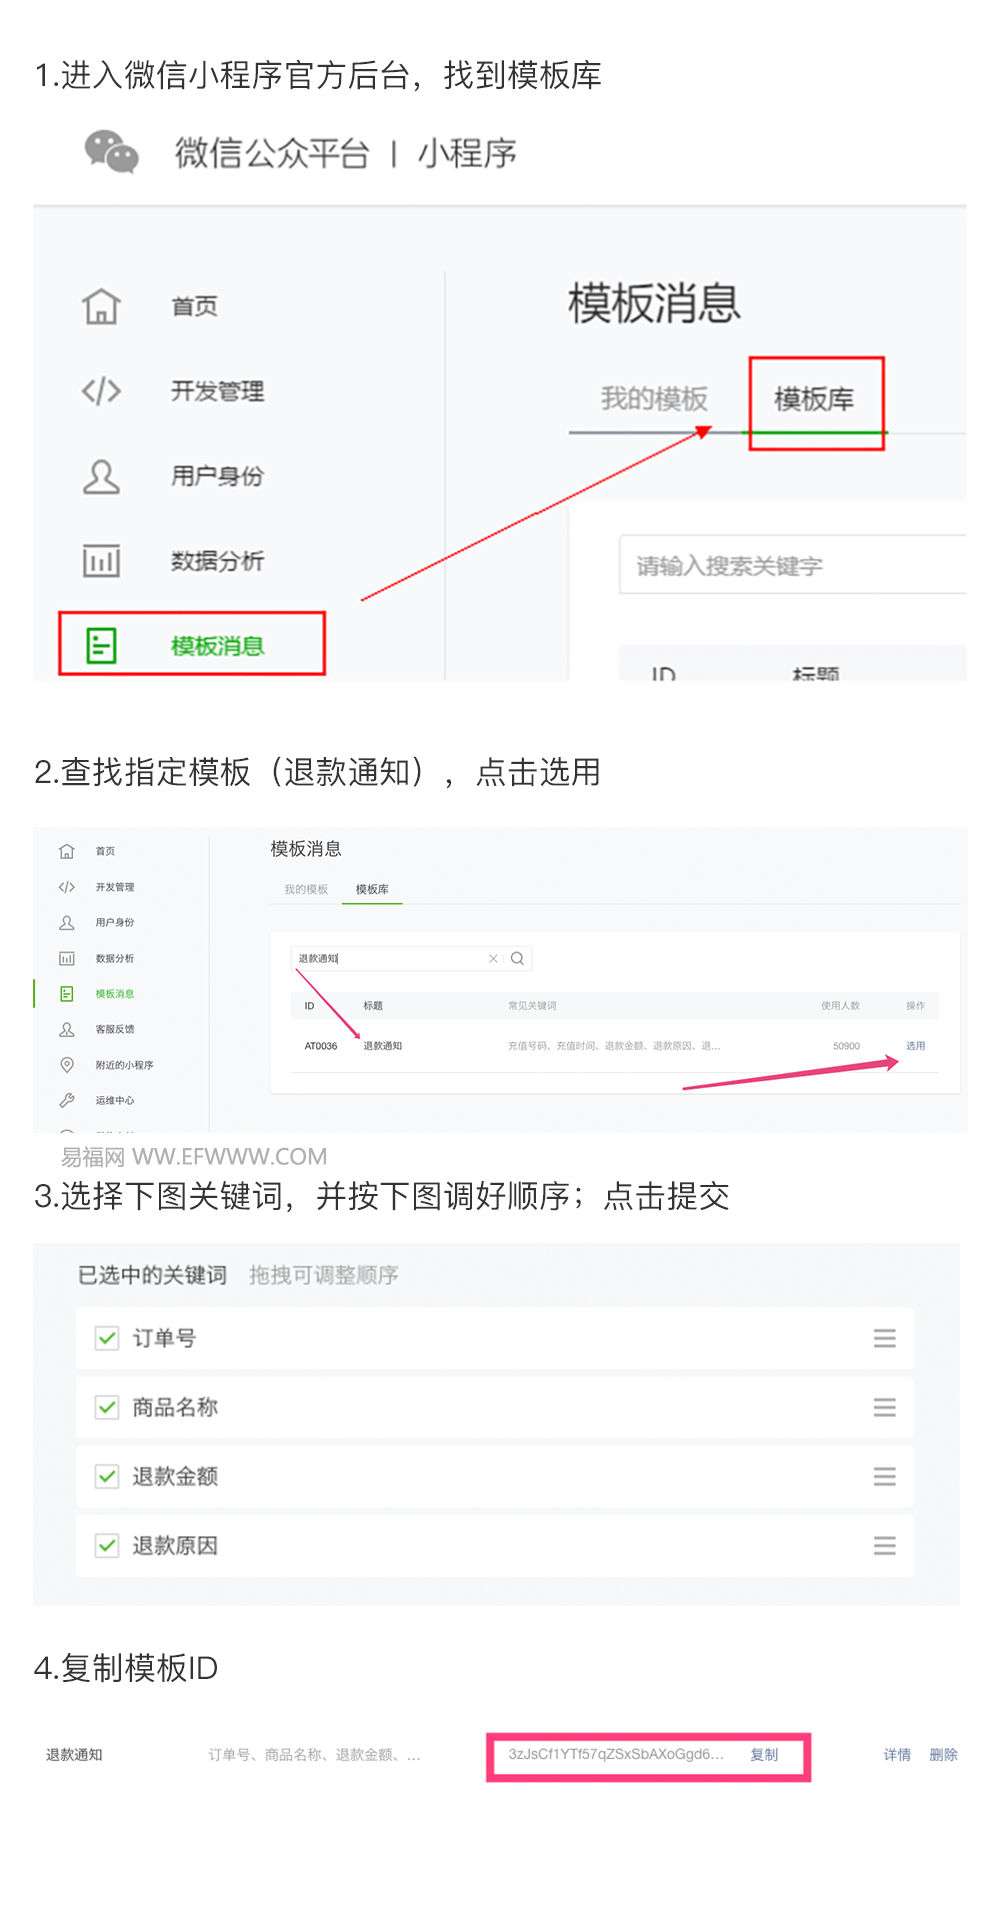 1.进入微信小程序官方后台，找到模板库
微信公众平台 | 小程序
首页
开发管理
用户身份
数据分析
模板消息
模板消息
我的模板 模板库
请输入搜索关键字
ID 标题
2.查找指定模板（退款通知），点击选用
首页
开发管理
用户身份
数据分析
模板消息
客服反馈
附近的小程序
运维中心
模板消息
我的模板 模板库
退款通知
ID 标题 常见关键词 使用人数 操作
AT0036 退款通知 充值号码、充值时间、退款金额、退款原因、退... 50900 选用
易福网 WW.EFWWW.COM
3.选择下图关键词，并按下图调好顺序；点击提交
已选中的关键词 拖拽可调整顺序
订单号
商品名称
退款金额
退款原因
4.复制模板ID
退款通知 订单号、商品名称、退款金额、... 3zJsCf1YTf57qZSxSbAXoGgd6... 复制 详情 删除